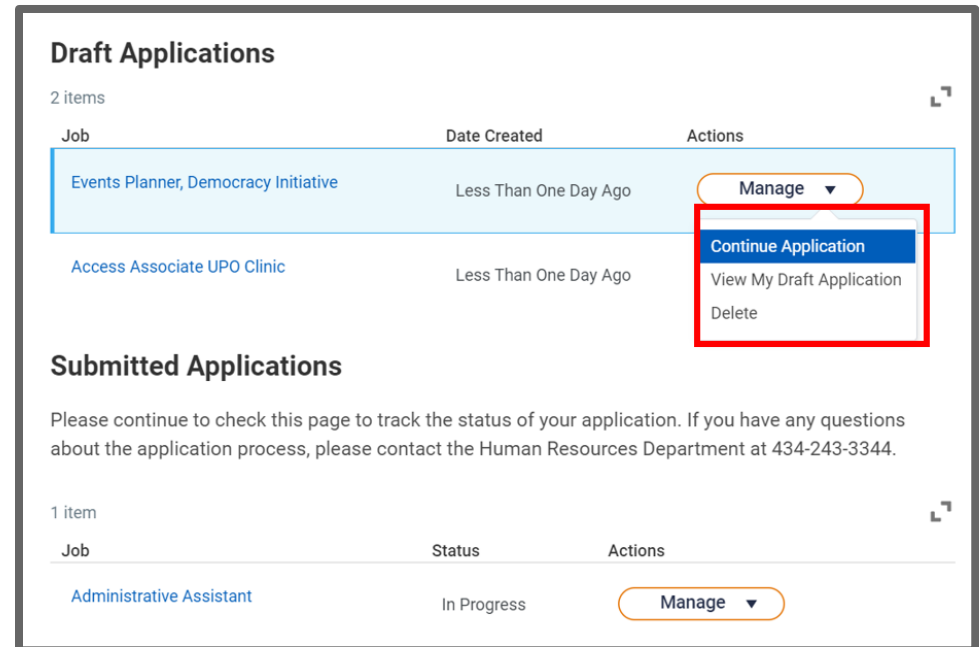 Draft Applications
2 items
Job Date Created Actions
Events Planner, Democracy Initiative Less Than One Day Ago Manage
Continue Application
Access Associate UPO Clinic Less Than One Day Ago
View My Draft Application
Delete
Submitted Applications
Please continue to check this page to track the status of your application. If you have any questions
about the application process, please contact the Human Resources Department at 434-243-3344.
1 item
Job Status Actions
Administrative Assistant In Progress Manage